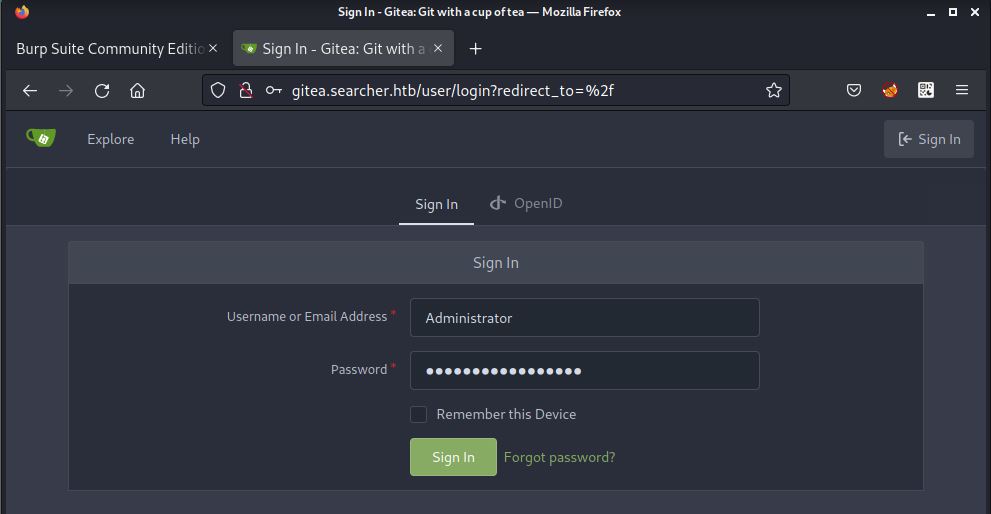 Sign In - Gitea: Git with a cup of tea — Mozilla Firefox
Burp Suite Community Editio
Sign In - Gitea: Git with a
gitea.searcher.htb/user/login?redirect_to=%2f
Explore Help Sign In
Sign In OpenID
Sign In
Username or Email Address * Administrator
Password * ●●●●●●●●●●●●●●●●●
Remember this Device
Sign In Forgot password?